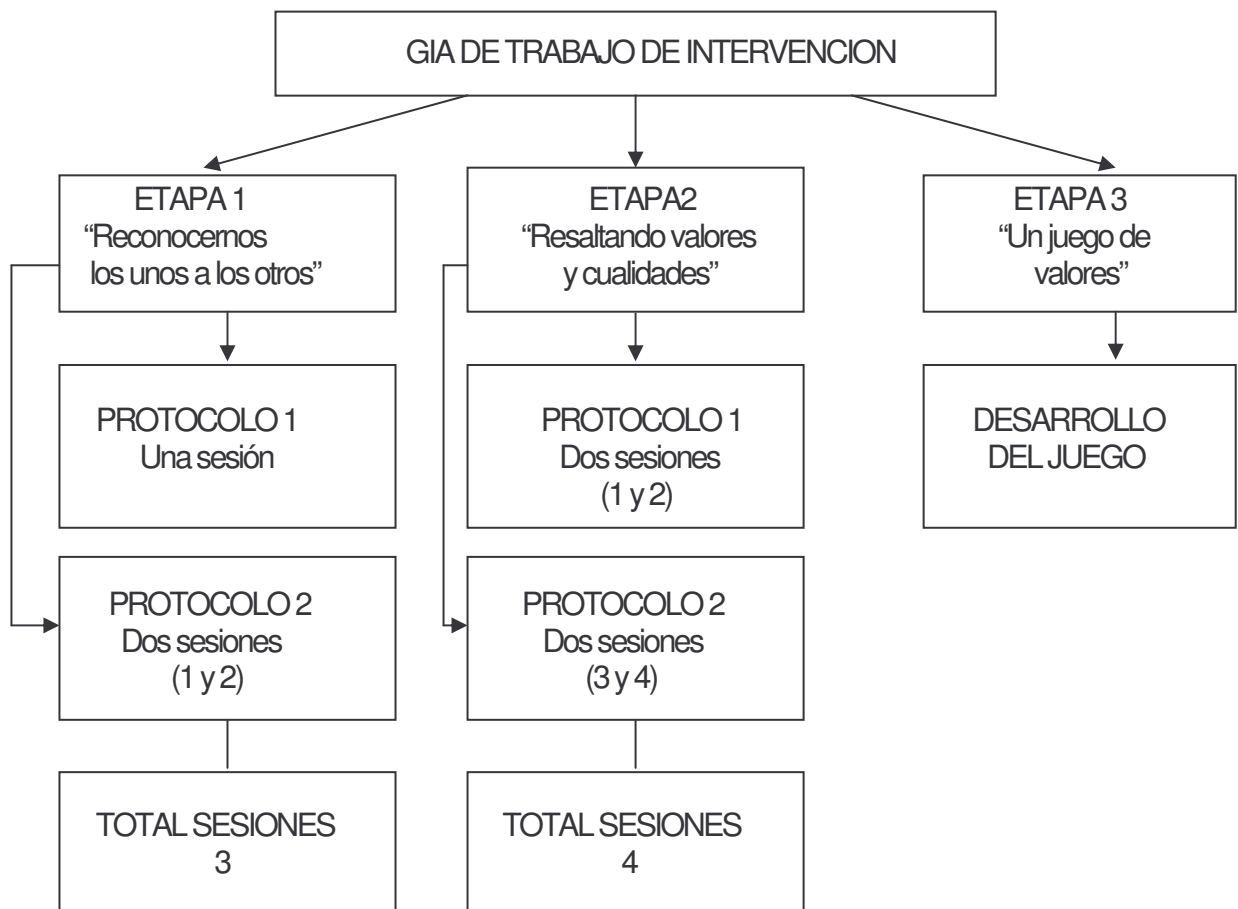 GIA DE TRABAJO DE INTERVENCION
ETAPA 1
“Reconocernos
los unos a los otros”
ETAPA2
“Resaltando valores
y cualidades”
ETAPA 3
“Un juego de
valores”
PROTOCOLO 1
Una sesión
PROTOCOLO 1
Dos sesiones
(1 y 2)
DESARROLLO
DEL JUEGO
PROTOCOLO 2
Dos sesiones
(1 y 2)
PROTOCOLO 2
Dos sesiones
(3 y 4)
TOTAL SESIONES
3
TOTAL SESIONES
4